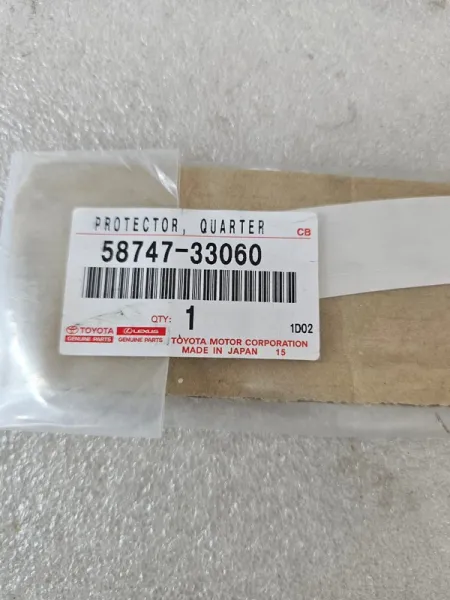 PROTECTOR, QUARTER
CB
58747-33060
QTY: 1
1D02
TOYOTA LEXUS
GENUINE PARTS GENUINE PARTS
TOYOTA MOTOR CORPORATION
MADE IN JAPAN 15